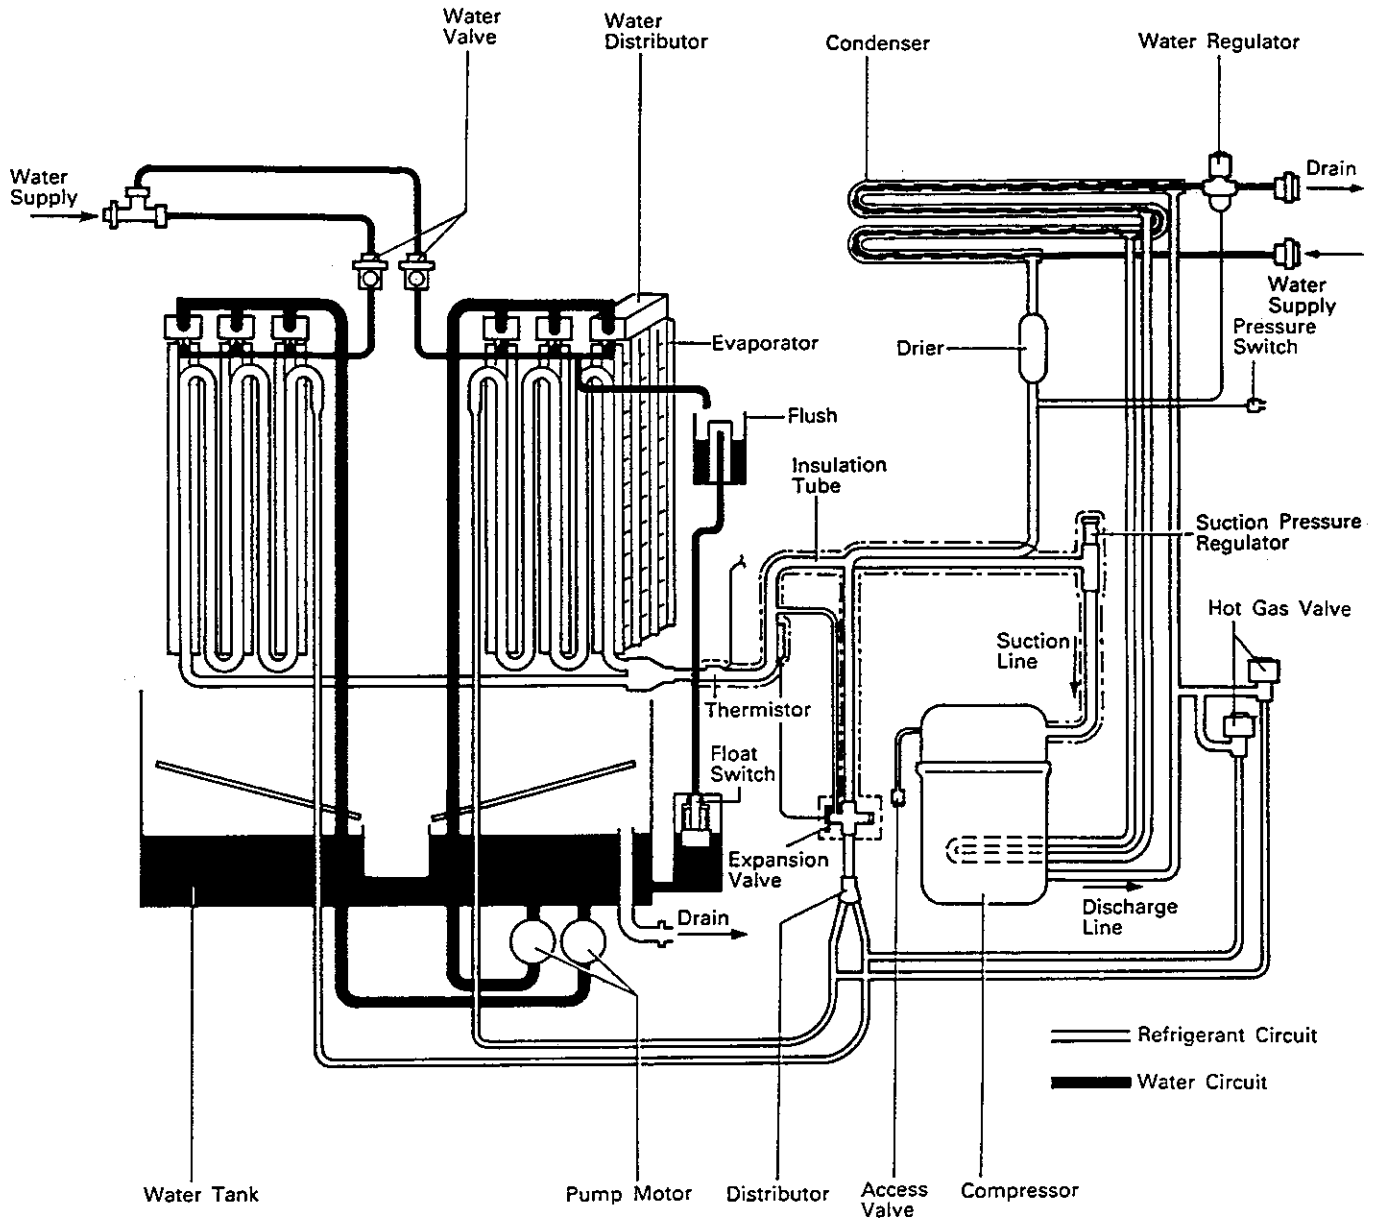 Water
Valve
Water
Distributor
Condenser
Water Regulator
Water
Supply
Drain
Water
Supply
Pressure
Switch
Evaporator
Drier
Flush
Insulation
Tube
Suction Pressure
Regulator
Hot Gas Valve
Suction
Line
Thermistor
Float
Switch
Expansion
Valve
Drain
Discharge
Line
Refrigerant Circuit
Water Circuit
Water Tank
Pump Motor
Distributor
Access
Valve
Compressor